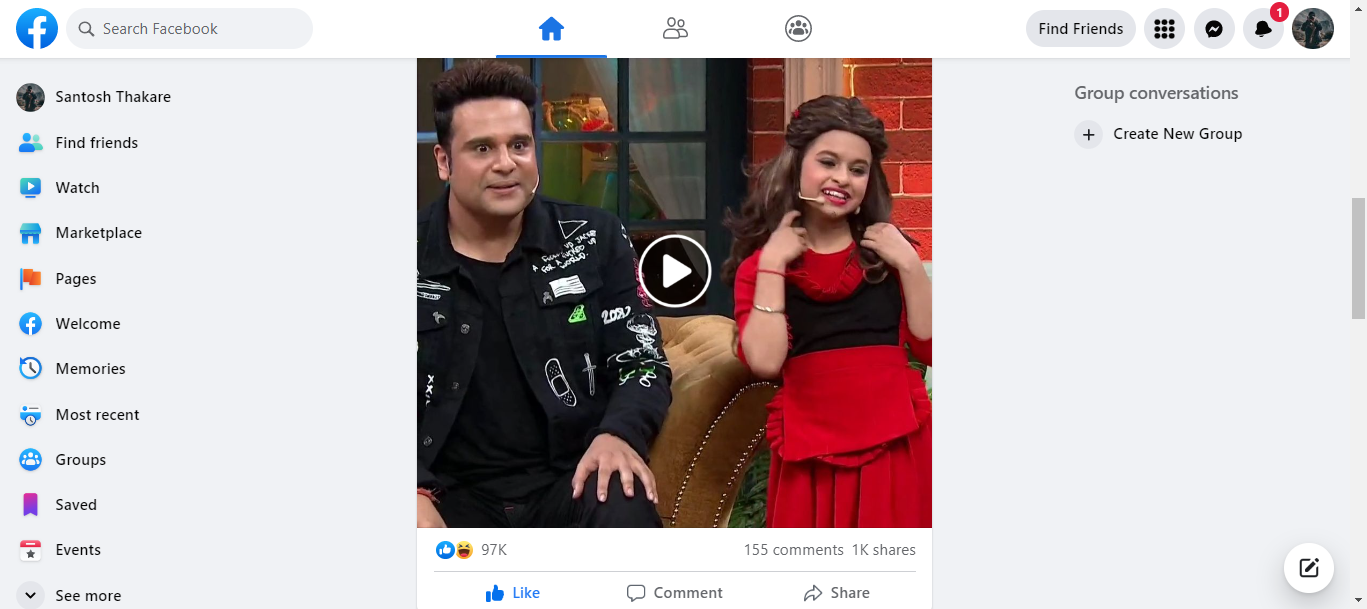 Search Facebook
Find Friends
1
Santosh Thakare
Find friends
Watch
Marketplace
Pages
Welcome
Memories
Most recent
Groups
Saved
Events
See more
97K
155 comments 1K shares
Like
Comment
Share
Group conversations
Create New Group